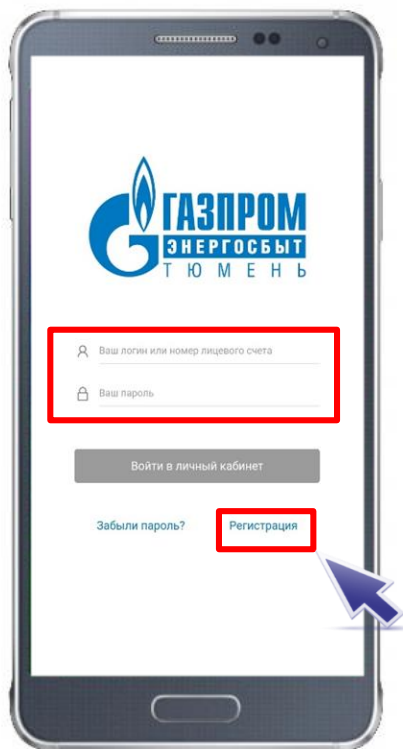 ГАЗПРОМ
ЭНЕРГОСБЫТ
ТЮМЕНЬ
Ваш логин или номер лицевого счета
Ваш пароль
Войти в личный кабинет
Забыли пароль? Регистрация